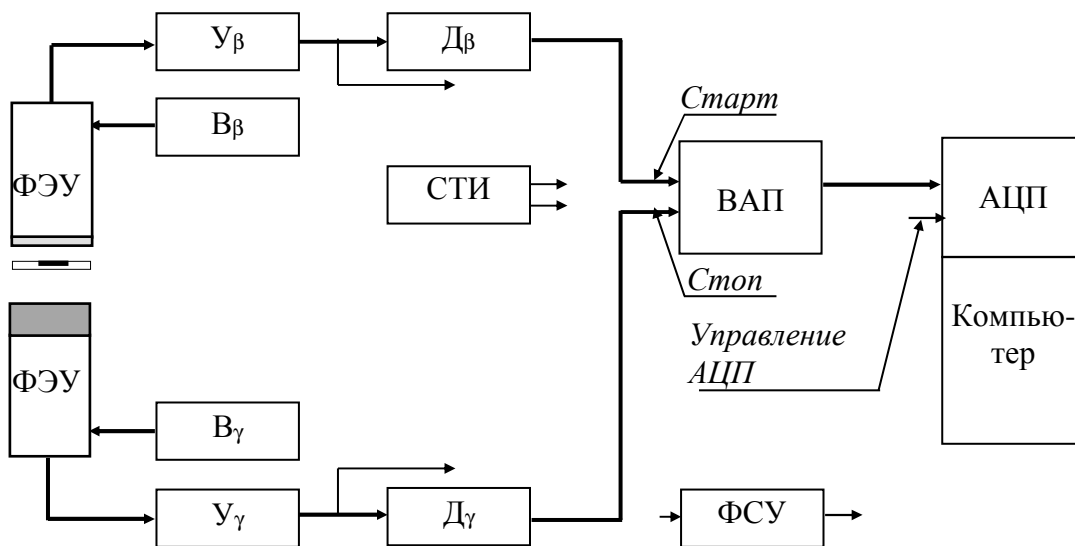 Уβ
Дβ
Старт
Вβ
ФЭУ
СТИ
ВАП
АЦП
Стоп
Управление
АЦП
Компью-
тер
ФЭУ
Вγ
Уγ
Дγ
ФСУ